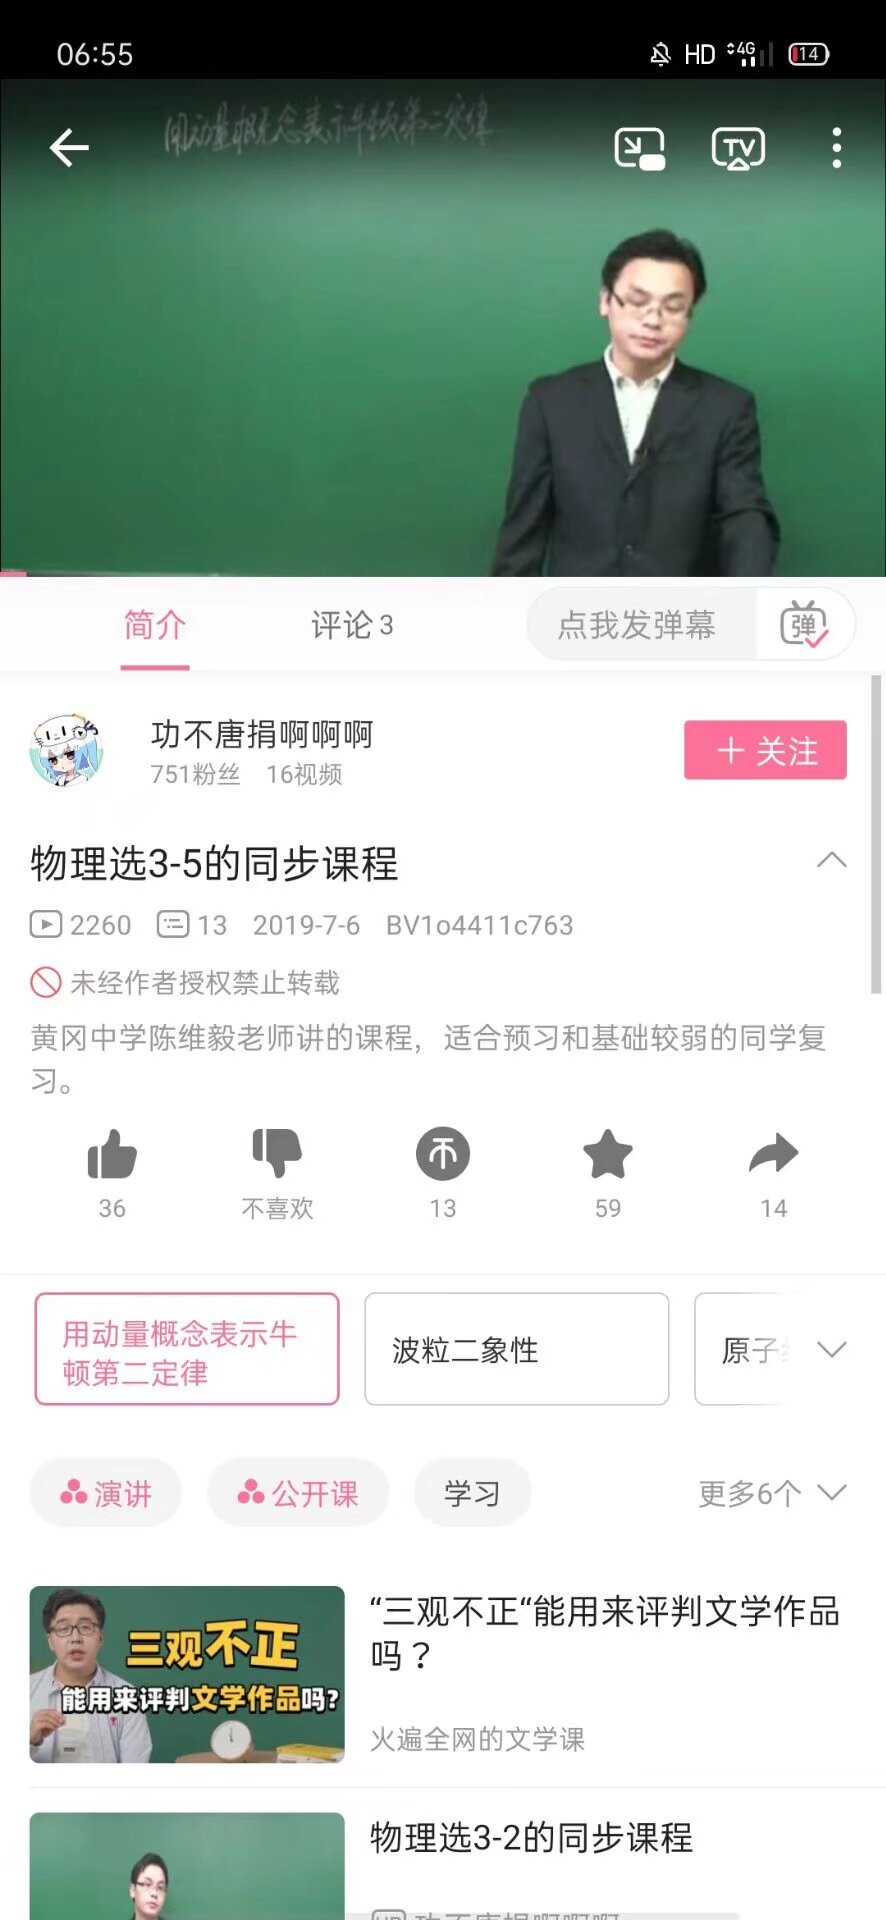 06:55
HD 4G 14
用动量概念表示牛顿第二定律
TV
简介
评论 3
点我发弹幕
弹
功不唐捐啊啊啊
751粉丝 16视频
+ 关注
物理选3-5的同步课程
2260 13 2019-7-6 BV1o4411c763
未经作者授权禁止转载
黄冈中学陈维毅老师讲的课程，适合预习和基础较弱的同学复
习。
36 不喜欢 13 59 14
用动量概念表示牛
顿第二定律
波粒二象性
原子
演讲
公开课
学习
更多6个
三观不正
能用来评判文学作品吗?
“三观不正“能用来评判文学作品
吗？
火遍全网的文学课
物理选3-2的同步课程
UP 功不唐捐啊啊啊